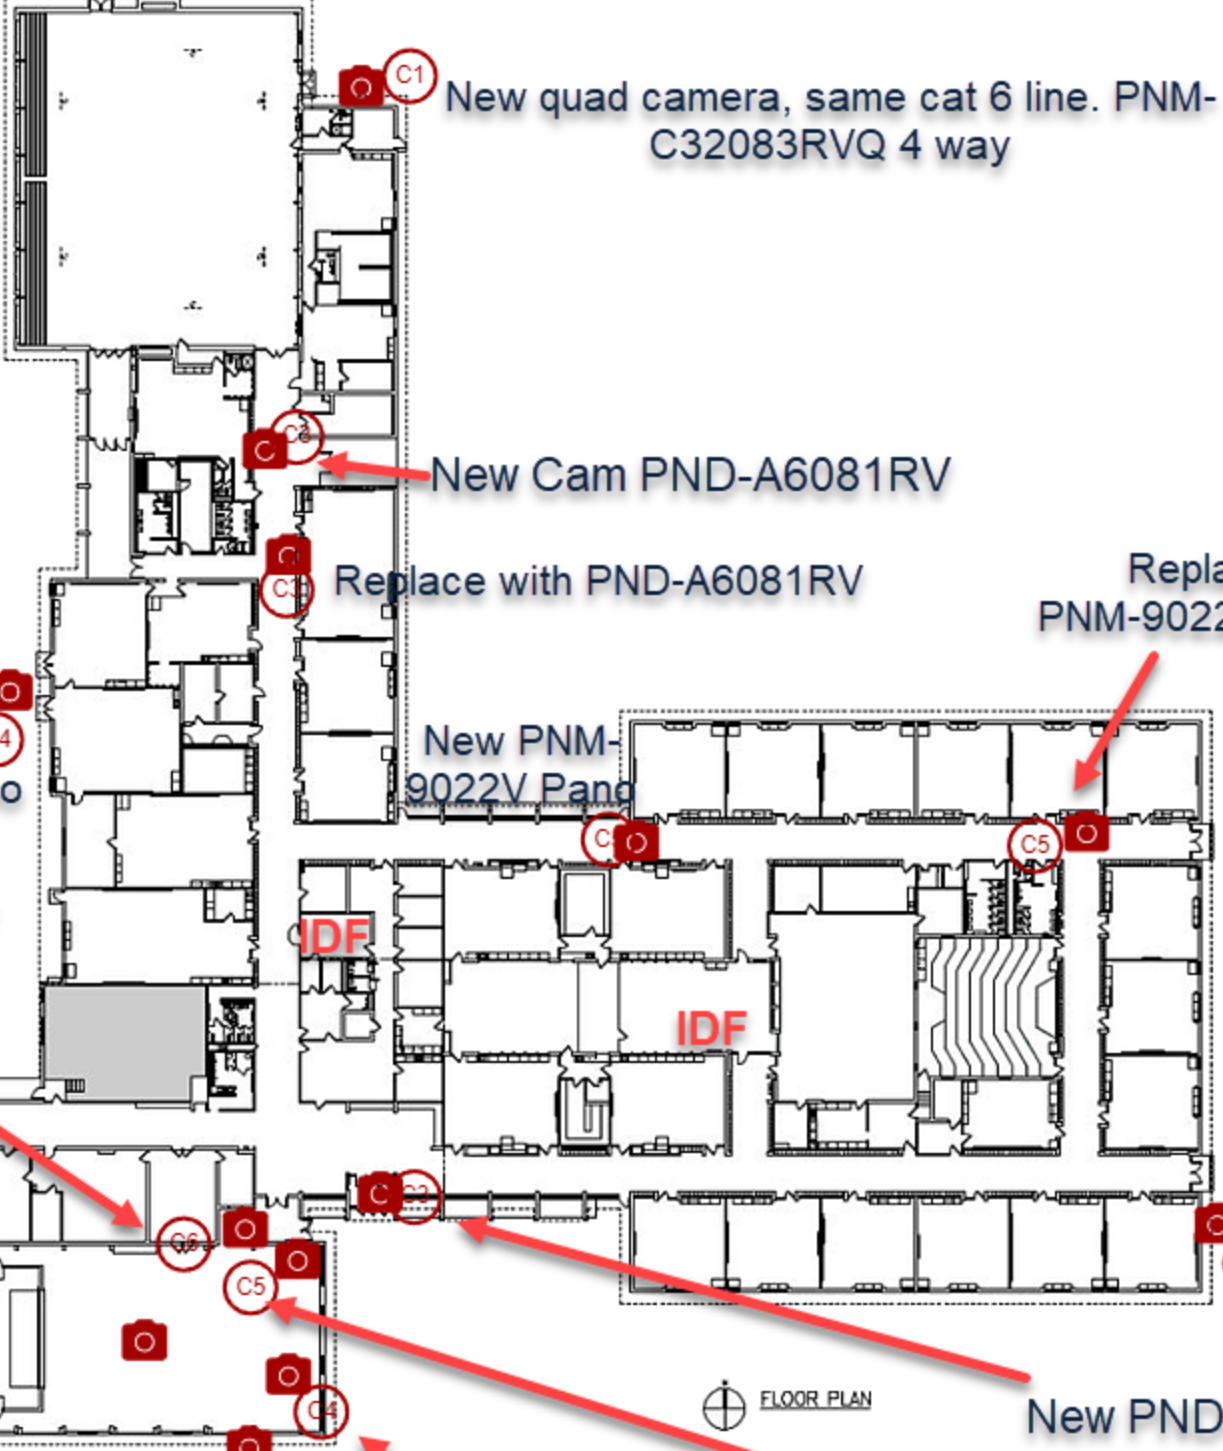 C1
New quad camera, same cat 6 line. PNM-
C32083RVQ 4 way
New Cam PND-A6081RV
C3
Replace with PND-A6081RV
Repla
PNM-9022
4
o
New PNM-
9022V Pano
C5
IDF
IDF
C2
C6
C5
C4
FLOOR PLAN
New PND